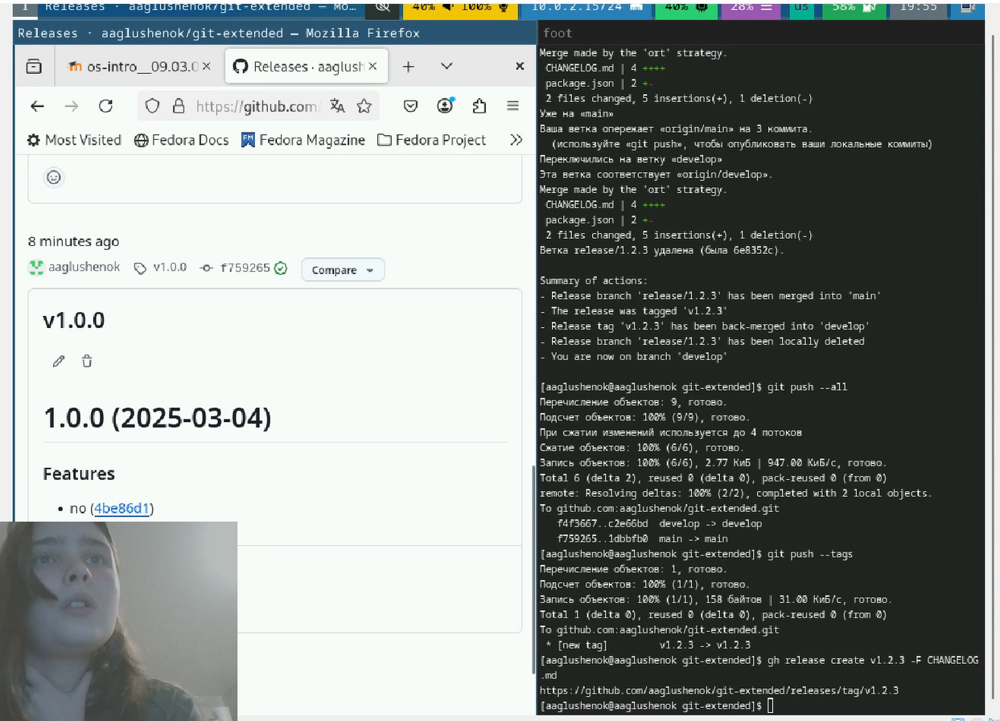 1 Releases · aaglushenok/git-extended — Mo… 40% 100% 10.0.2.15/24 40% 28% us 58% 19:55
Releases · aaglushenok/git-extended — Mozilla Firefox
os-intro__09.03.0 Releases · aaglush
https://github.com
Most Visited Fedora Docs Fedora Magazine Fedora Project
8 minutes ago
aaglushenok v1.0.0 f759265 Compare
v1.0.0
1.0.0 (2025-03-04)
Features
• no (4be86d1)
foot
Merge made by the 'ort' strategy.
CHANGELOG.md | 4 ++++
package.json | 2 +-
2 files changed, 5 insertions(+), 1 deletion(-)
Уже на «main»
Ваша ветка опережает «origin/main» на 3 коммита.
(используйте «git push», чтобы опубликовать ваши локальные коммиты)
Переключились на ветку «develop»
Эта ветка соответствует «origin/develop».
Merge made by the 'ort' strategy.
CHANGELOG.md | 4 ++++
package.json | 2 +-
2 files changed, 5 insertions(+), 1 deletion(-)
Ветка release/1.2.3 удалена (была 6e8352c).
Summary of actions:
- Release branch 'release/1.2.3' has been merged into 'main'
- The release was tagged 'v1.2.3'
- Release tag 'v1.2.3' has been back-merged into 'develop'
- Release branch 'release/1.2.3' has been locally deleted
- You are now on branch 'develop'
[aaglushenok@aaglushenok git-extended]$ git push --all
Перечисление объектов: 9, готово.
Подсчет объектов: 100% (9/9), готово.
При сжатии изменений используется до 4 потоков
Сжатие объектов: 100% (6/6), готово.
Запись объектов: 100% (6/6), 2.77 КиБ | 947.00 КиБ/с, готово.
Total 6 (delta 2), reused 0 (delta 0), pack-reused 0 (from 0)
remote: Resolving deltas: 100% (2/2), completed with 2 local objects.
To github.com:aaglushenok/git-extended.git
f4f3667..c2e66bd develop -> develop
f759265..1dbbfb0 main -> main
[aaglushenok@aaglushenok git-extended]$ git push --tags
Перечисление объектов: 1, готово.
Подсчет объектов: 100% (1/1), готово.
Запись объектов: 100% (1/1), 158 байтов | 31.00 КиБ/с, готово.
Total 1 (delta 0), reused 0 (delta 0), pack-reused 0 (from 0)
To github.com:aaglushenok/git-extended.git
* [new tag] v1.2.3 -> v1.2.3
[aaglushenok@aaglushenok git-extended]$ gh release create v1.2.3 -F CHANGELOG
.md
https://github.com/aaglushenok/git-extended/releases/tag/v1.2.3
[aaglushenok@aaglushenok git-extended]$